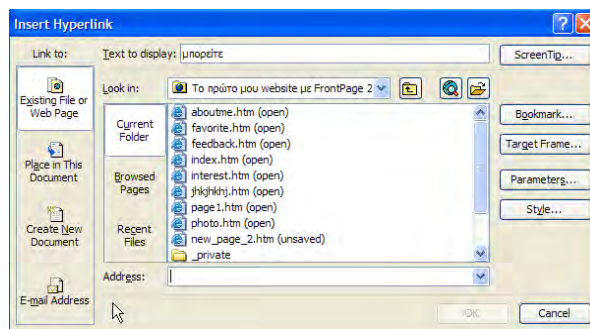 Insert Hyperlink
Link to:
Text to display: μπορείτε
ScreenTip...
Existing File or
Web Page
Look in: Το πρώτο μου website με FrontPage 2
Current
Folder
aboutme.htm (open)
favorite.htm (open)
feedback.htm (open)
index.htm (open)
interest.htm (open)
jhkjhkhj.htm (open)
page1.htm (open)
photo.htm (open)
new_page_2.htm (unsaved)
_private
Bookmark...
Target Frame...
Place in This
Document
Browsed
Pages
Parameters...
Style...
Create New
Document
Recent
Files
Address:
E-mail Address
OK
Cancel